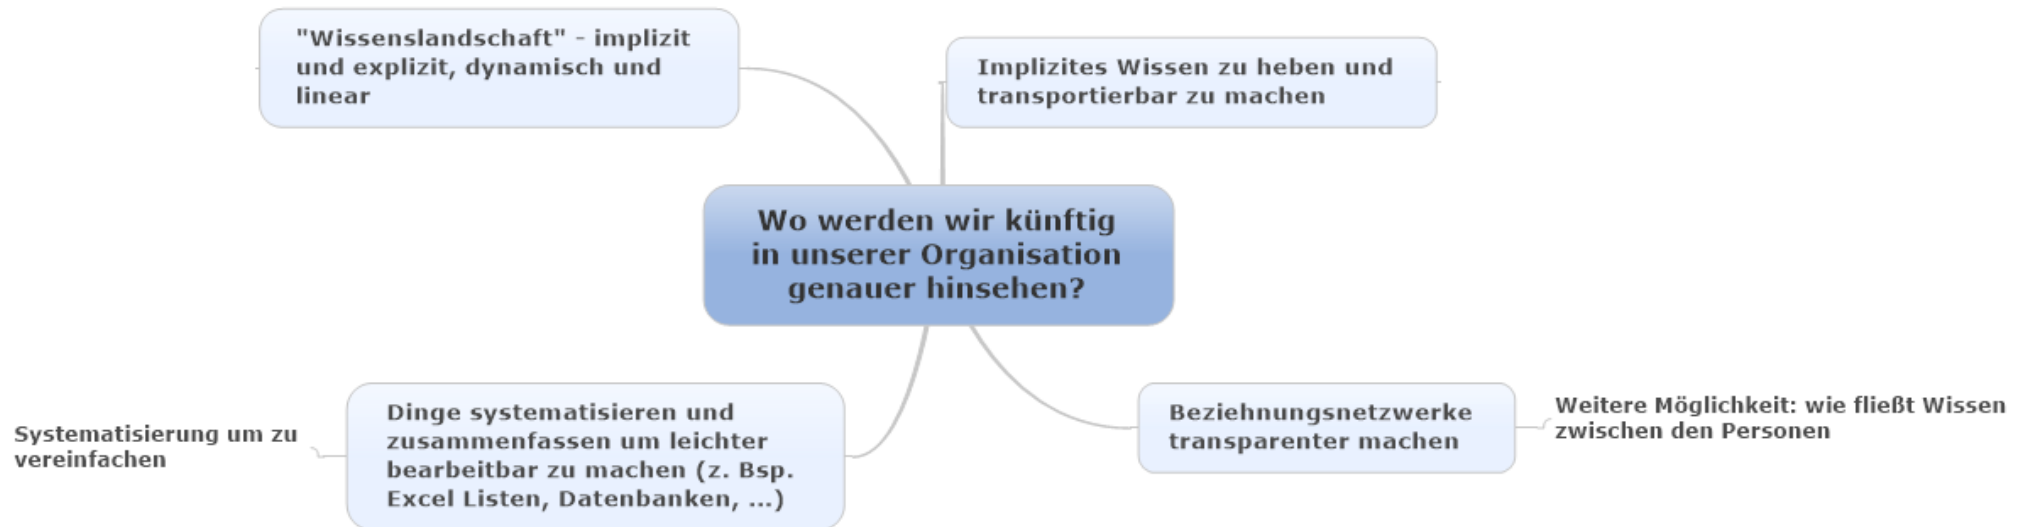 "Wissenslandschaft" - implizit
und explizit, dynamisch und
linear
Implizites Wissen zu heben und
transportierbar zu machen
Wo werden wir künftig
in unserer Organisation
genauer hinsehen?
Systematisierung um zu
vereinfachen
Dinge systematisieren und
zusammenfassen um leichter
bearbeitbar zu machen (z. Bsp.
Excel Listen, Datenbanken, ...)
Beziehnungsnetzwerke
transparenter machen
Weitere Möglichkeit: wie fließt Wissen
zwischen den Personen